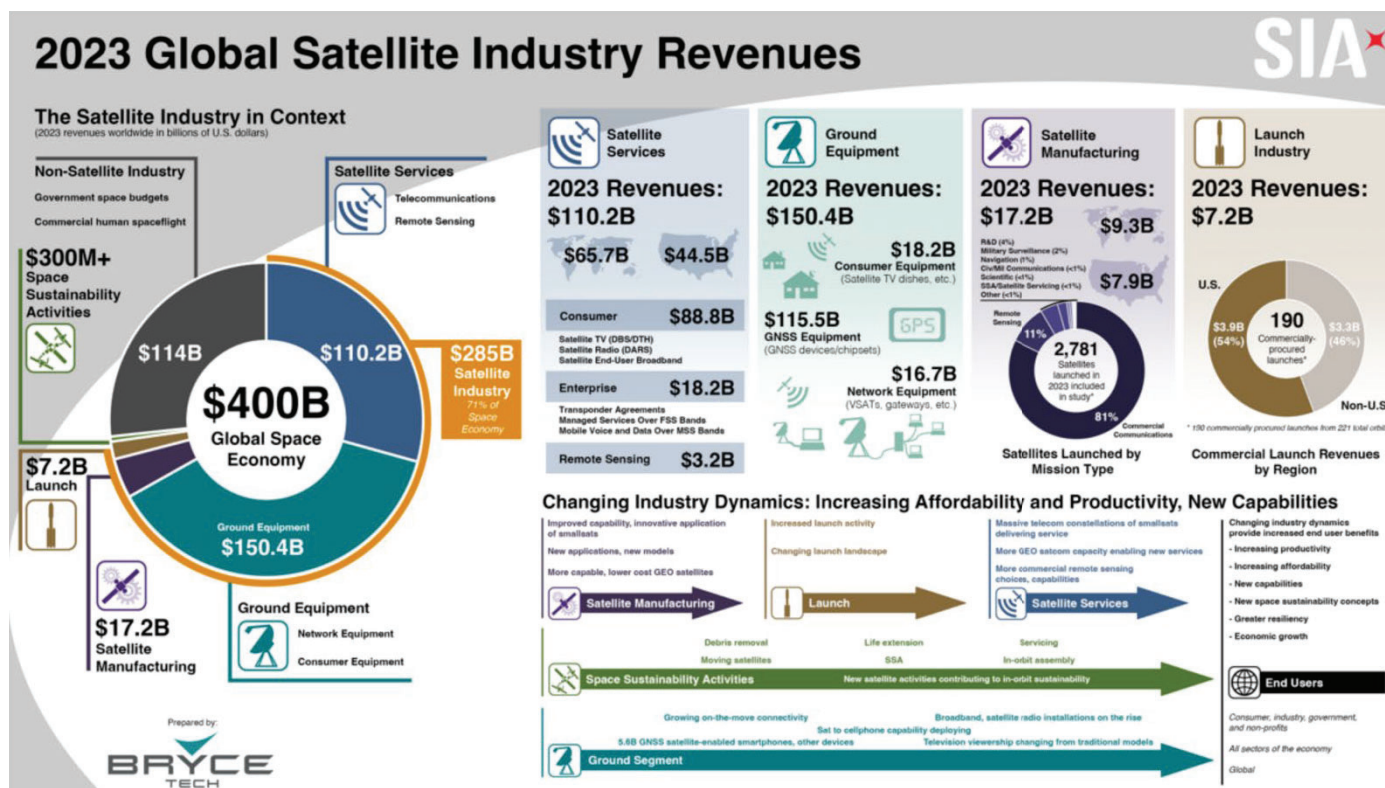 2023 Global Satellite Industry Revenues
SIA
The Satellite Industry in Context
(2023 revenues worldwide in billions of U.S. dollars)
Non-Satellite Industry
Government space budgets
Commercial human spaceflight
Satellite Services
Telecommunications
Remote Sensing
$300M+
Space
Sustainability
Activities
$114B
$110.2B
$400B
Global Space
Economy
$285B
Satellite
Industry
71% of
Space
Economy
$7.2B
Launch
Ground Equipment
$150.4B
$17.2B
Satellite
Manufacturing
Ground Equipment
Network Equipment
Consumer Equipment
Prepared by:
BRYCE
TECH
Satellite
Services
2023 Revenues:
$110.2B
$65.7B
$44.5B
Consumer $88.8B
Satellite TV (DBS/DTH)
Satellite Radio (DARS)
Satellite End-User Broadband
Enterprise $18.2B
Transponder Agreements
Managed Services Over FSS Bands
Mobile Voice and Data Over MSS Bands
Remote Sensing $3.2B
Ground
Equipment
2023 Revenues:
$150.4B
$18.2B
Consumer Equipment
(Satellite TV dishes, etc.)
$115.5B
GNSS Equipment
(GNSS devices/chipsets)
GPS
$16.7B
Network Equipment
(VSATs, gateways, etc.)
Satellite
Manufacturing
2023 Revenues:
$17.2B
$9.3B
$7.9B
R&D (4%)
Military Surveillance (2%)
Navigation (1%)
Civ/Mil Communications (<1%)
Scientific (<1%)
SSA/Satellite Servicing (<1%)
Other (<1%)
Remote
Sensing
11%
2,781
Satellites
launched in
2023 included
in study*
81%
Commercial
Communications
Satellites Launched by
Mission Type
Launch
Industry
2023 Revenues:
$7.2B
U.S.
$3.9B
(54%)
190
Commercially-
procured
launches*
$3.3B
(46%)
Non-U.S
* 190 commercially procured launches from 221 total
Commercial Launch Revenues
by Region
Changing Industry Dynamics: Increasing Affordability and Productivity, New Capabilities
Improved capability, innovative application
of smallsats
New applications, new models
More capable, lower cost GEO satellites
Satellite Manufacturing
Increased launch activity
Changing launch landscape
Launch
Massive telecom constellations of smallsats
delivering service
More GEO satcom capacity enabling new services
More commercial remote sensing
choices, capabilities
Satellite Services
Debris removal
Life extension
Servicing
Moving satellites
SSA
In-orbit assembly
Space Sustainability Activities
New satellite activities contributing to in-orbit sustainability
Growing on-the-move connectivity
Broadband, satellite radio installations on the rise
Sat to cellphone capability deploying
5.6B GNSS satellite-enabled smartphones, other devices
Television viewership changing from traditional models
Ground Segment
Changing industry dynamics
provide increased end user benefits
- Increasing productivity
- Increasing affordability
- New capabilities
- New space sustainability concepts
- Greater resiliency
- Economic growth
End Users
Consumer, industry, government,
and non-profits
All sectors of the economy
Global